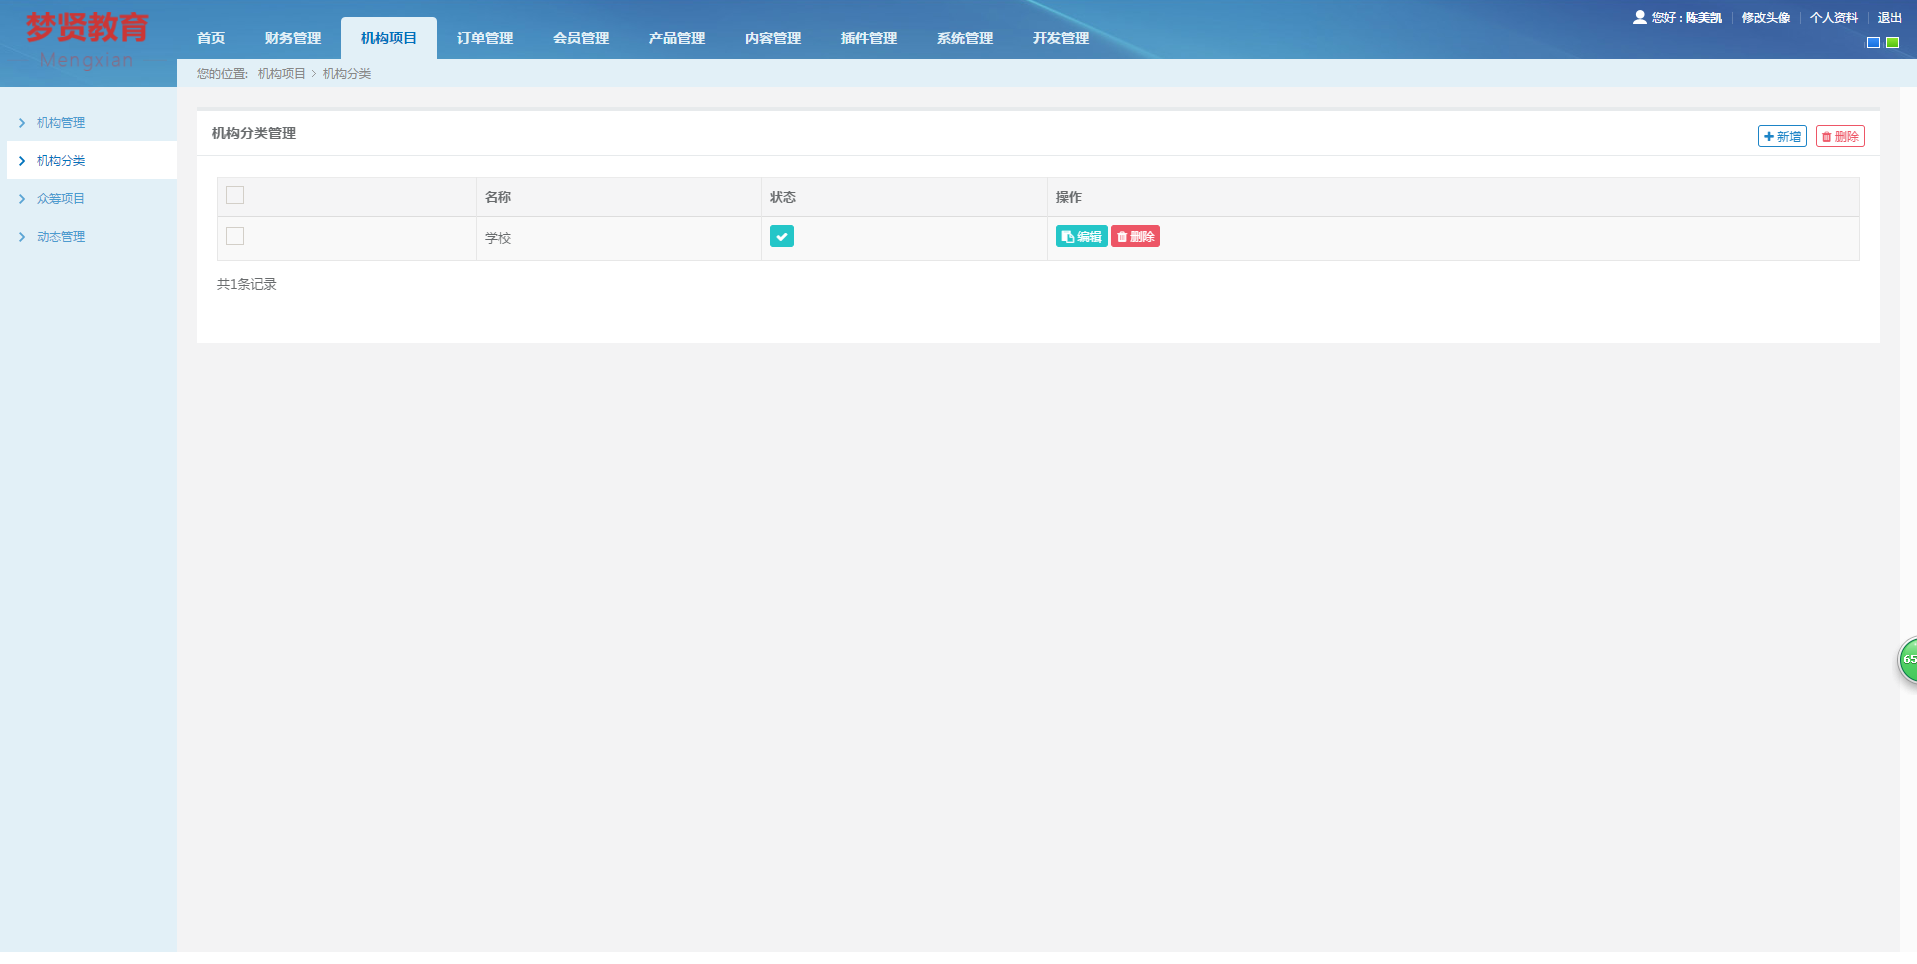 梦贤教育
Mengxian
首页 财务管理 机构项目 订单管理 会员管理 产品管理 内容管理 插件管理 系统管理 开发管理
您好 : 陈美凯 修改头像 个人资料 退出
您的位置: 机构项目 > 机构分类
机构管理
机构分类
众筹项目
动态管理
机构分类管理
新增 删除
名称 状态 操作
学校 编辑 删除
共1条记录
65